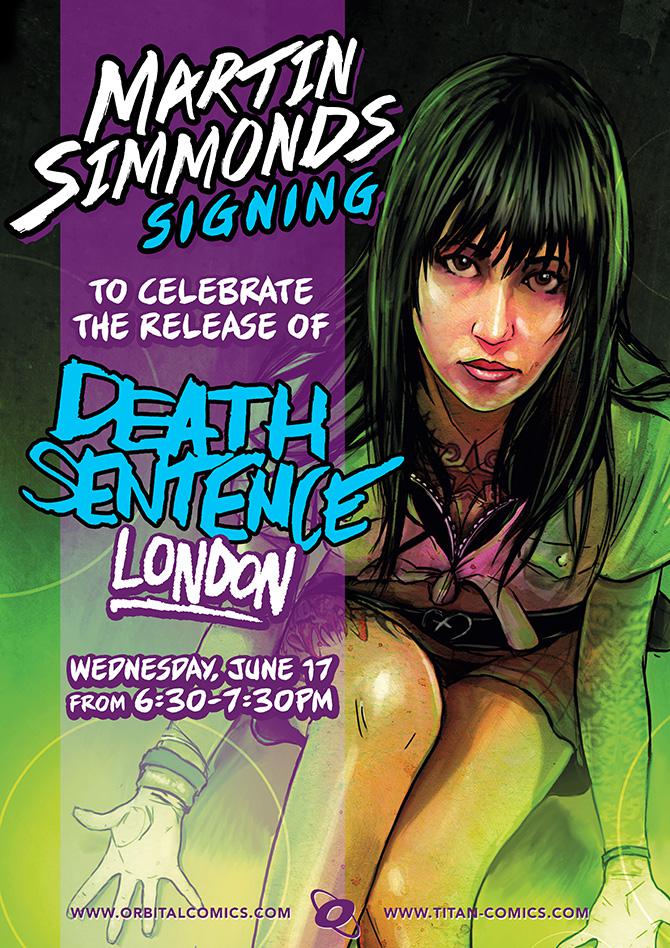 MARTIN
SIMMONDS
SIGNING
TO CELEBRATE
THE RELEASE OF
DEATH
SENTENCE
LONDON
WEDNESDAY, JUNE 17
FROM 6:30-7:30PM
WWW.ORBITALCOMICS.COM WWW.TITAN-COMICS.COM